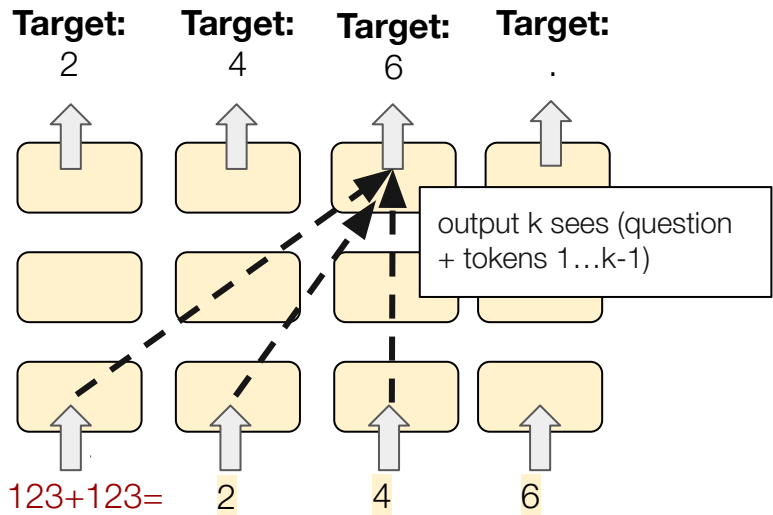 Target: Target: Target: Target:
2 4 6 .
output k sees (question
+ tokens 1…k-1)
123+123= 2 4 6